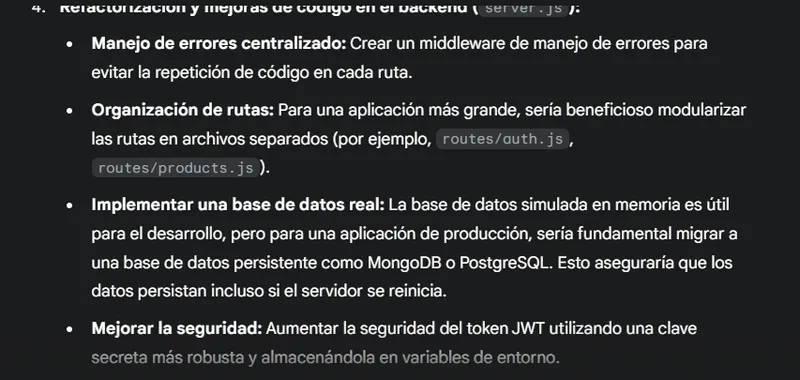 4. Refactorización y mejoras de código en el backend (server.js):
• Manejo de errores centralizado: Crear un middleware de manejo de errores para
evitar la repetición de código en cada ruta.
• Organización de rutas: Para una aplicación más grande, sería beneficioso modularizar
las rutas en archivos separados (por ejemplo, routes/auth.js,
routes/products.js).
• Implementar una base de datos real: La base de datos simulada en memoria es útil
para el desarrollo, pero para una aplicación de producción, sería fundamental migrar a
una base de datos persistente como MongoDB o PostgreSQL. Esto aseguraría que los
datos persistan incluso si el servidor se reinicia.
• Mejorar la seguridad: Aumentar la seguridad del token JWT utilizando una clave
secreta más robusta y almacenándola en variables de entorno.